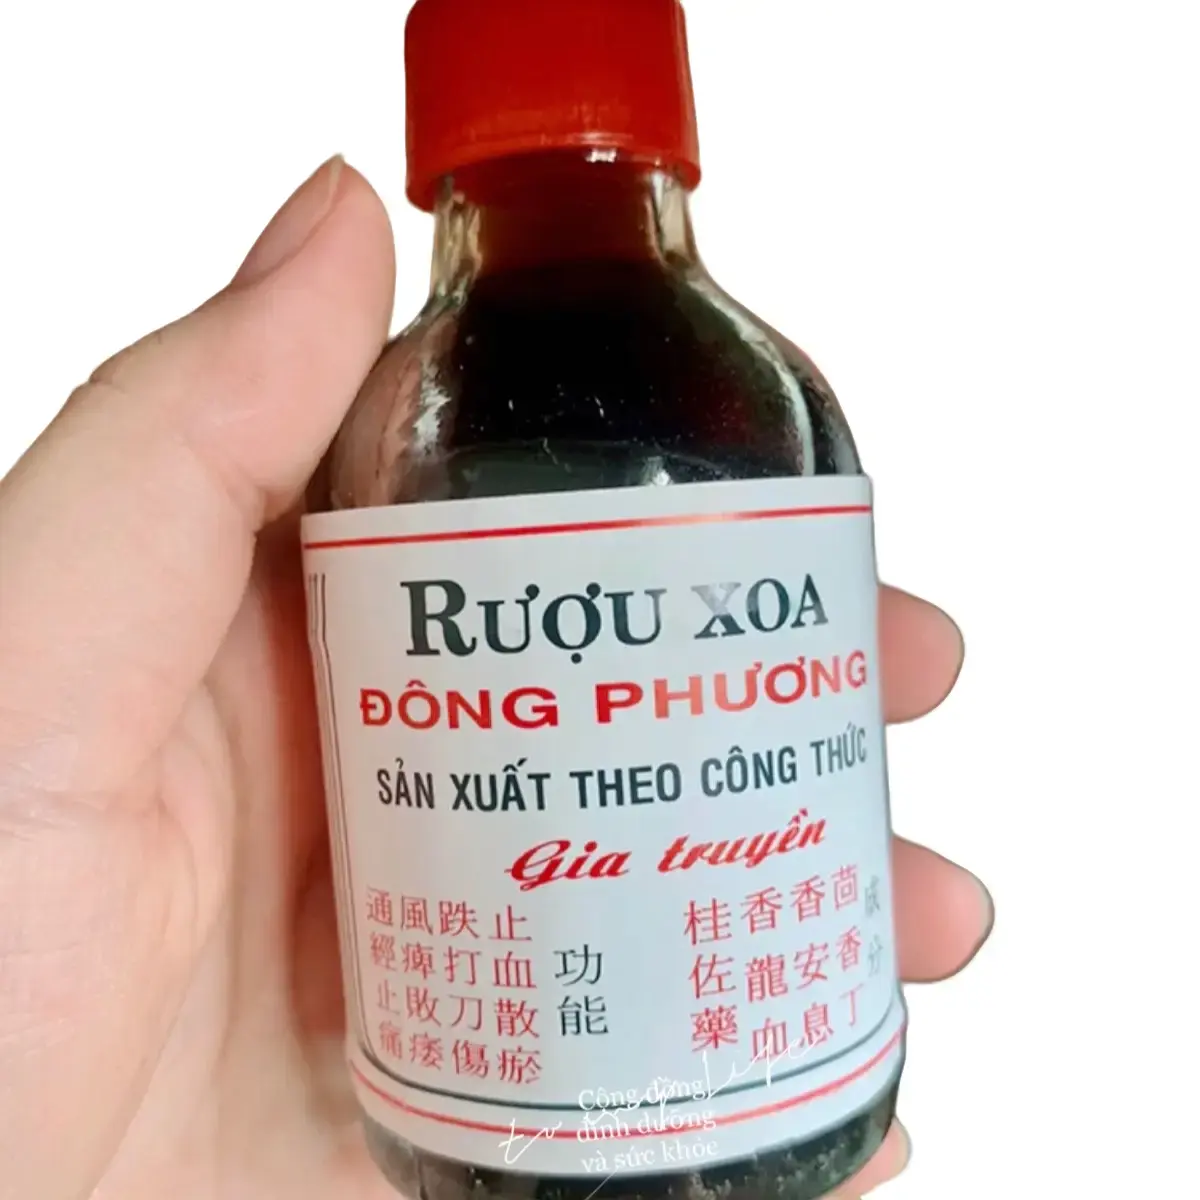 RƯỢU XOA
ĐÔNG PHƯƠNG
SẢN XUẤT THEO CÔNG THỨC
Gia truyền
成分
茴香丁
香安息
香龍血
桂佐藥
功能
止血散瘀
跌打刀傷
風痺敗痿
通經止痛
Cộng đồng
dinh dưỡng
và sức khỏe